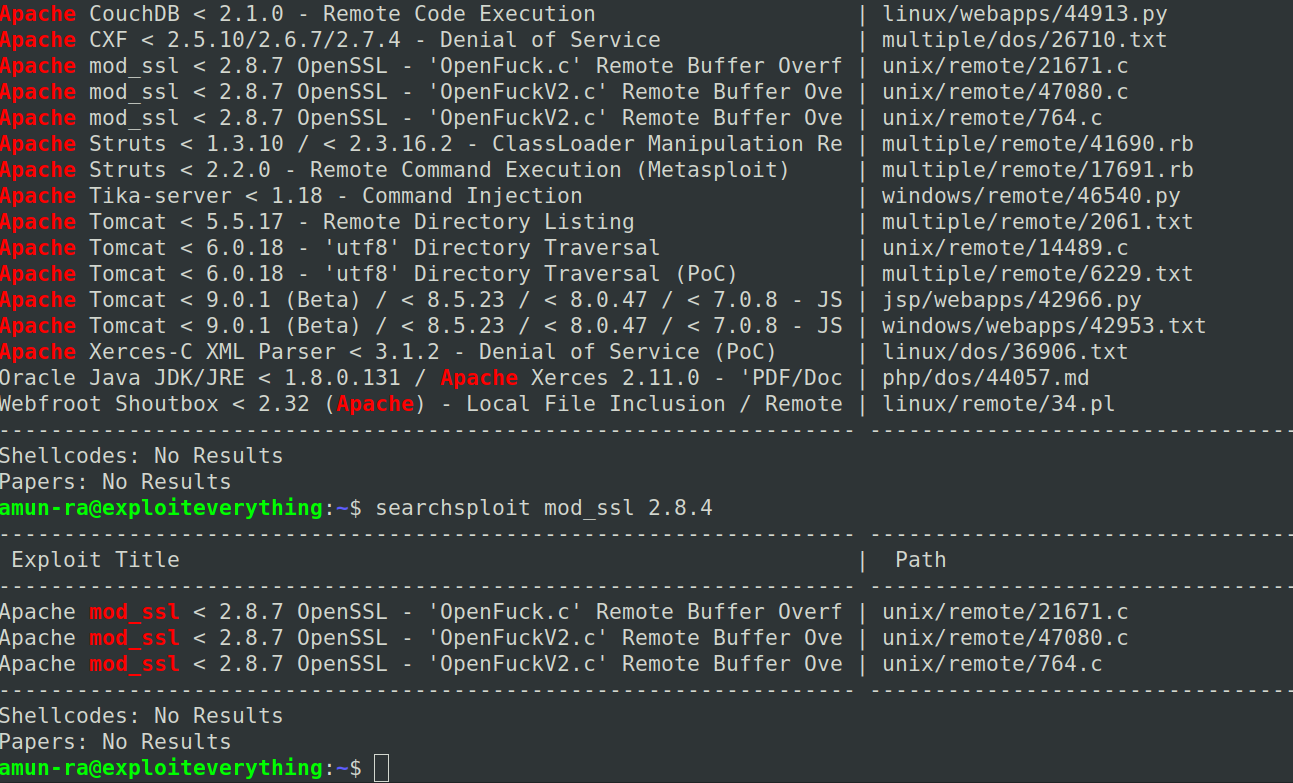 Apache CouchDB < 2.1.0 - Remote Code Execution | linux/webapps/44913.py
Apache CXF < 2.5.10/2.6.7/2.7.4 - Denial of Service | multiple/dos/26710.txt
Apache mod_ssl < 2.8.7 OpenSSL - 'OpenFuck.c' Remote Buffer Overf | unix/remote/21671.c
Apache mod_ssl < 2.8.7 OpenSSL - 'OpenFuckV2.c' Remote Buffer Ove | unix/remote/47080.c
Apache mod_ssl < 2.8.7 OpenSSL - 'OpenFuckV2.c' Remote Buffer Ove | unix/remote/764.c
Apache Struts < 1.3.10 / < 2.3.16.2 - ClassLoader Manipulation Re | multiple/remote/41690.rb
Apache Struts < 2.2.0 - Remote Command Execution (Metasploit) | multiple/remote/17691.rb
Apache Tika-server < 1.18 - Command Injection | windows/remote/46540.py
Apache Tomcat < 5.5.17 - Remote Directory Listing | multiple/remote/2061.txt
Apache Tomcat < 6.0.18 - 'utf8' Directory Traversal | unix/remote/14489.c
Apache Tomcat < 6.0.18 - 'utf8' Directory Traversal (PoC) | multiple/remote/6229.txt
Apache Tomcat < 9.0.1 (Beta) / < 8.5.23 / < 8.0.47 / < 7.0.8 - JS | jsp/webapps/42966.py
Apache Tomcat < 9.0.1 (Beta) / < 8.5.23 / < 8.0.47 / < 7.0.8 - JS | windows/webapps/42953.txt
Apache Xerces-C XML Parser < 3.1.2 - Denial of Service (PoC) | linux/dos/36906.txt
Oracle Java JDK/JRE < 1.8.0.131 / Apache Xerces 2.11.0 - 'PDF/Doc | php/dos/44057.md
Webfroot Shoutbox < 2.32 (Apache) - Local File Inclusion / Remote | linux/remote/34.pl
------------------------------------------------------------------ ---------------------------------
Shellcodes: No Results
Papers: No Results
amun-ra@exploiteverything:~$ searchsploit mod_ssl 2.8.4
------------------------------------------------------------------ ---------------------------------
Exploit Title | Path
------------------------------------------------------------------ ---------------------------------
Apache mod_ssl < 2.8.7 OpenSSL - 'OpenFuck.c' Remote Buffer Overf | unix/remote/21671.c
Apache mod_ssl < 2.8.7 OpenSSL - 'OpenFuckV2.c' Remote Buffer Ove | unix/remote/47080.c
Apache mod_ssl < 2.8.7 OpenSSL - 'OpenFuckV2.c' Remote Buffer Ove | unix/remote/764.c
------------------------------------------------------------------ ---------------------------------
Shellcodes: No Results
Papers: No Results
amun-ra@exploiteverything:~$